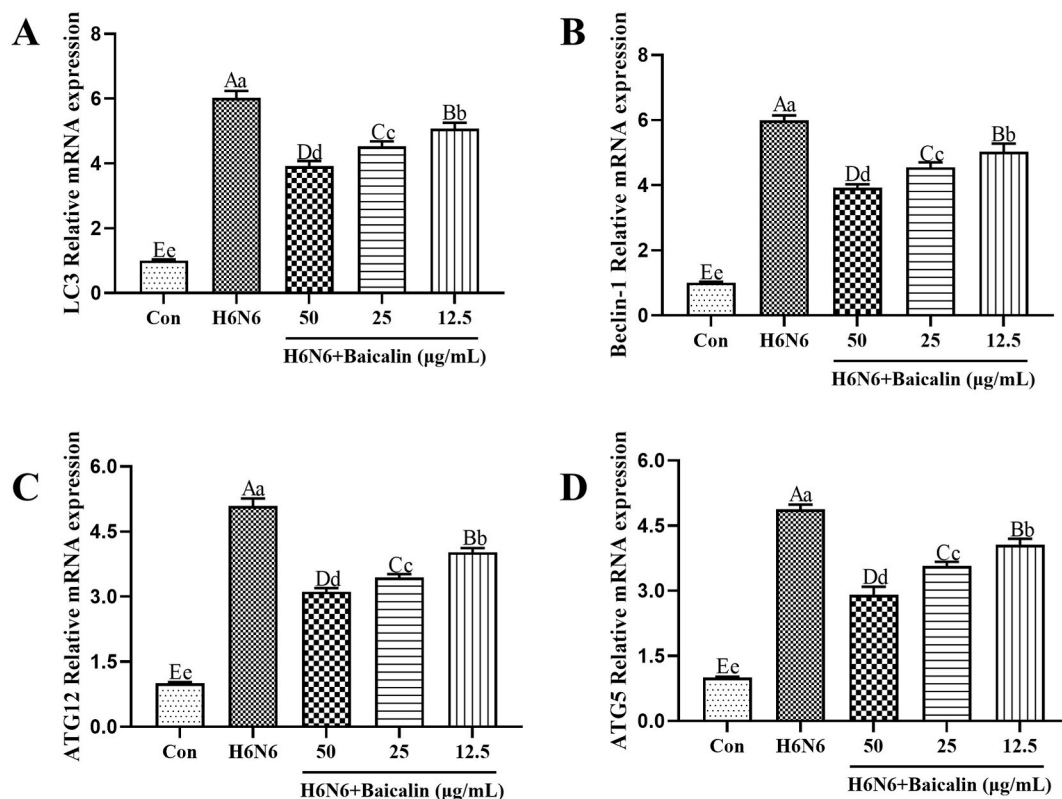 A
LC3 Relative mRNA expression
8
6
4
2
0
Ee
Aa
Dd
Cc
Bb
Con
H6N6
50
25
12.5
H6N6+Baicalin (μg/mL)
B
Beclin-1 Relative mRNA expression
8
6
4
2
0
Ee
Aa
Dd
Cc
Bb
Con
H6N6
50
25
12.5
H6N6+Baicalin (μg/mL)
C
ATG12 Relative mRNA expression
6.0
4.5
3.0
1.5
0.0
Ee
Aa
Dd
Cc
Bb
Con
H6N6
50
25
12.5
H6N6+Baicalin (μg/mL)
D
ATG5 Relative mRNA expression
6.0
4.5
3.0
1.5
0.0
Ee
Aa
Dd
Cc
Bb
Con
H6N6
50
25
12.5
H6N6+Baicalin (μg/mL)